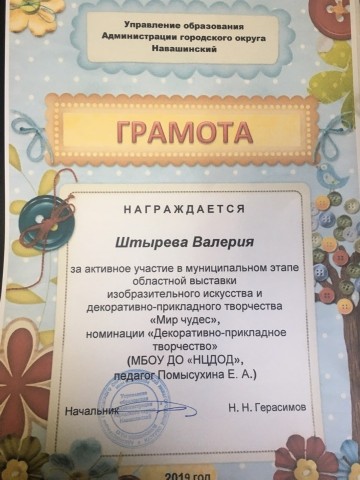 Управление образования
Администрации городского округа
Навашинский
ГРАМОТА
НАГРАЖДАЕТСЯ
Штырева Валерия
за активное участие в муниципальном этапе
областной выставки
изобразительного искусства и
декоративно-прикладного творчества
«Мир чудес»,
номинации «Декоративно-прикладное
творчество»
(МБОУ ДО «НЦДОД»,
педагог Помысухина Е. А.)
Начальник Н. Н. Герасимов
2019 год